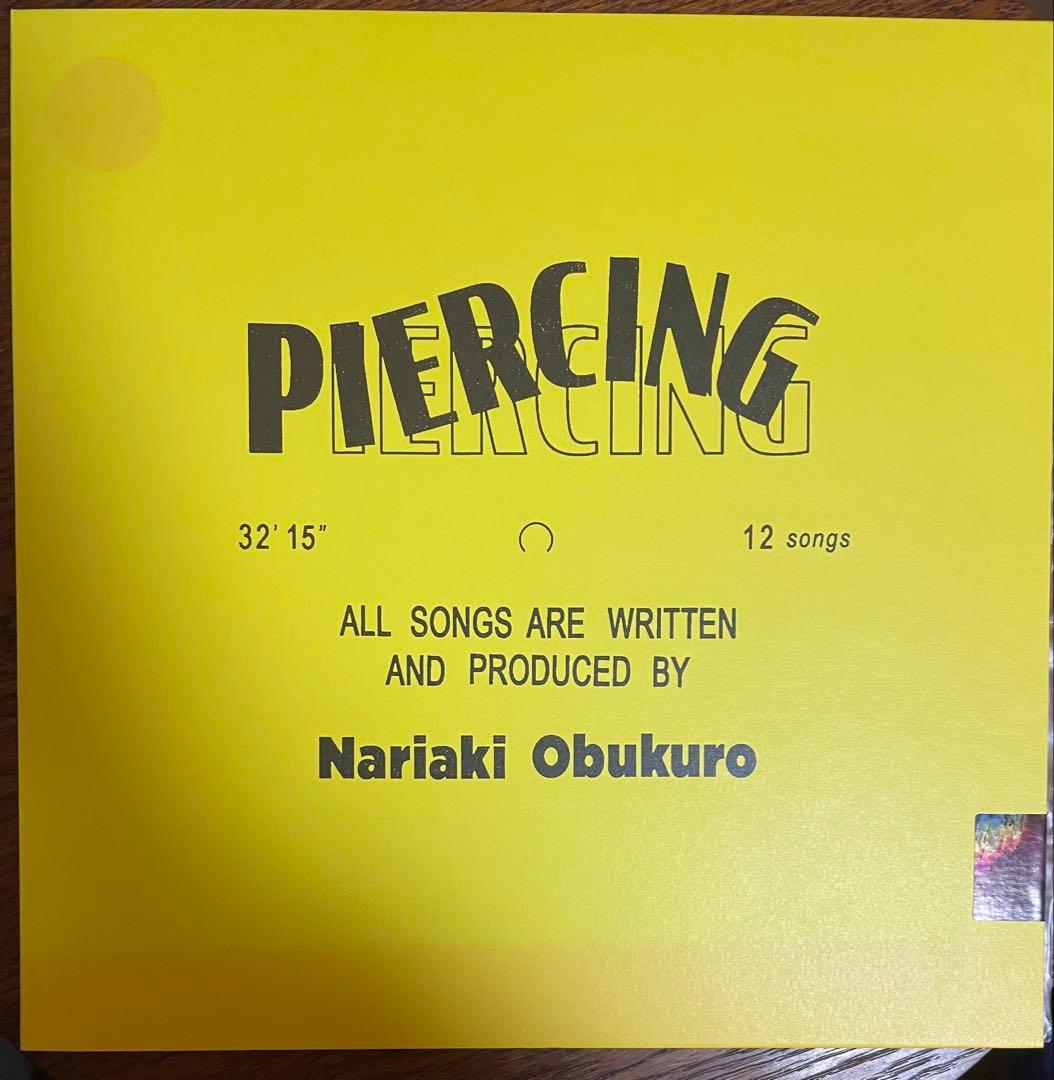 PIERCING
PIERCING
32' 15" 12 songs
ALL SONGS ARE WRITTEN
AND PRODUCED BY
Nariaki Obukuro